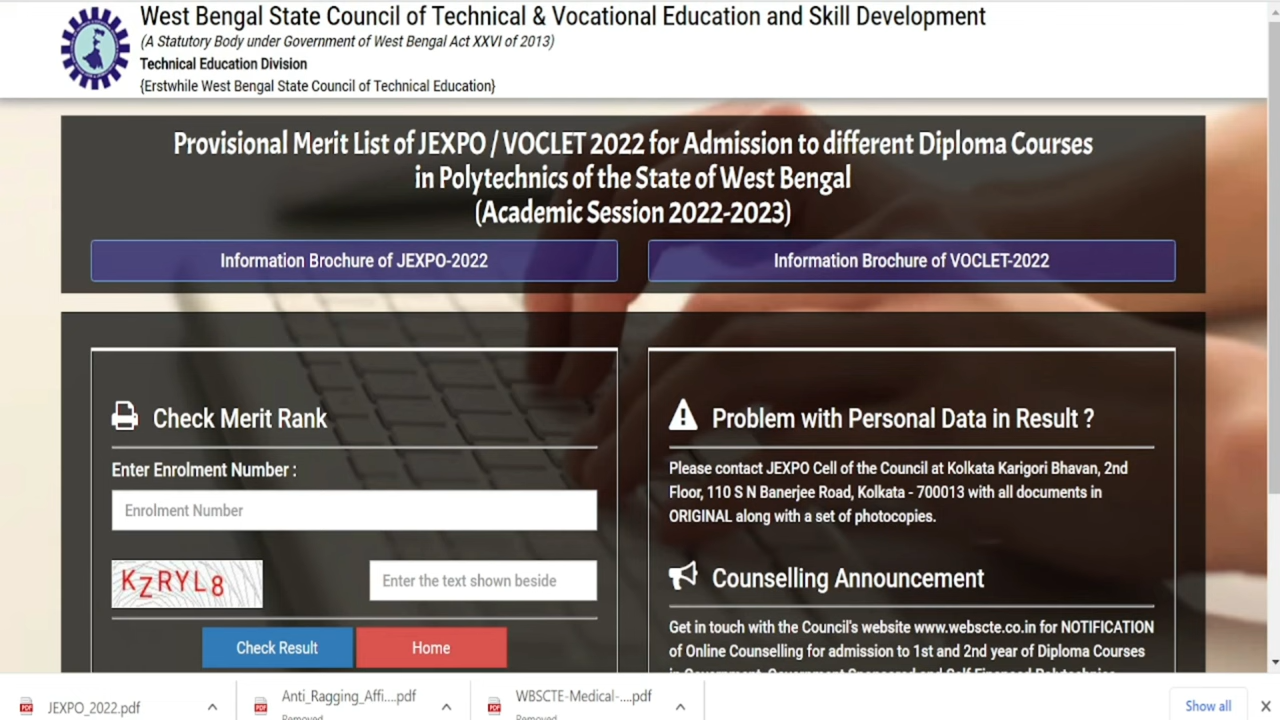 West Bengal State Council of Technical & Vocational Education and Skill Development
(A Statutory Body under Government of West Bengal Act XXVI of 2013)
Technical Education Division
{Erstwhile West Bengal State Council of Technical Education}
Provisional Merit List of JEXPO / VOCLET 2022 for Admission to different Diploma Courses
in Polytechnics of the State of West Bengal
(Academic Session 2022-2023)
Information Brochure of JEXPO-2022
Information Brochure of VOCLET-2022
Check Merit Rank
Enter Enrolment Number :
Enrolment Number
KZRYL8
Enter the text shown beside
Check Result
Home
Problem with Personal Data in Result ?
Please contact JEXPO Cell of the Council at Kolkata Karigori Bhavan, 2nd
Floor, 110 S N Banerjee Road, Kolkata - 700013 with all documents in
ORIGINAL along with a set of photocopies.
Counselling Announcement
Get in touch with the Council's website www.webscte.co.in for NOTIFICATION
of Online Counselling for admission to 1st and 2nd year of Diploma Courses
in Government, Government Sponsored and Self Financed Polytechnics
JEXPO_2022.pdf
Anti_Ragging_Affi....pdf
Removed
WBSCTE-Medical-....pdf
Removed
Show all